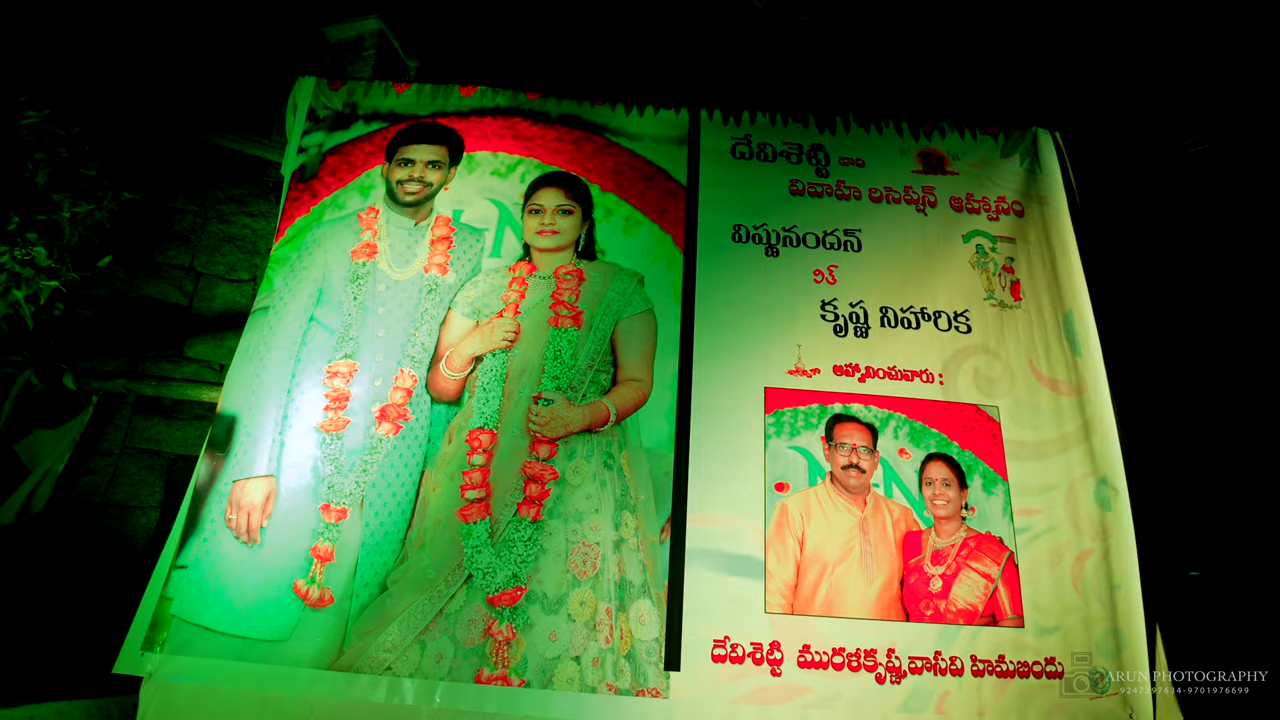 దేవిశెట్టి వారి
వివాహ రిసెప్షన్ ఆహ్వానం
విష్ణునందన్
విత్
కృష్ణ నిహారిక
ఆహ్వానించువారు :
దేవిశెట్టి మురళీకృష్ణ,వాసవి హిమబిందు
ARUN PHOTOGRAPHY
9247297634-9701976699